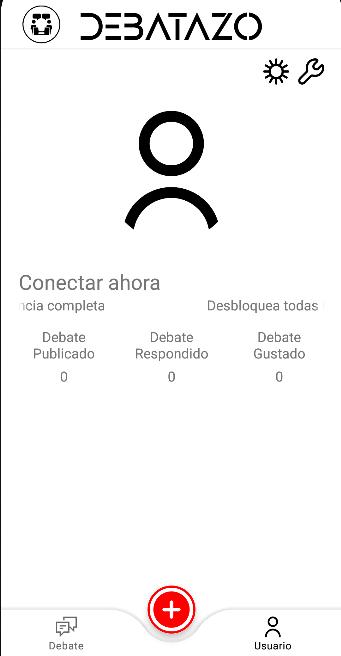 DEBATAZO
Conectar ahora
ncia completa Desbloquea todas
Debate Publicado
Debate Respondido
Debate Gustado
0 0 0
Debate Usuario